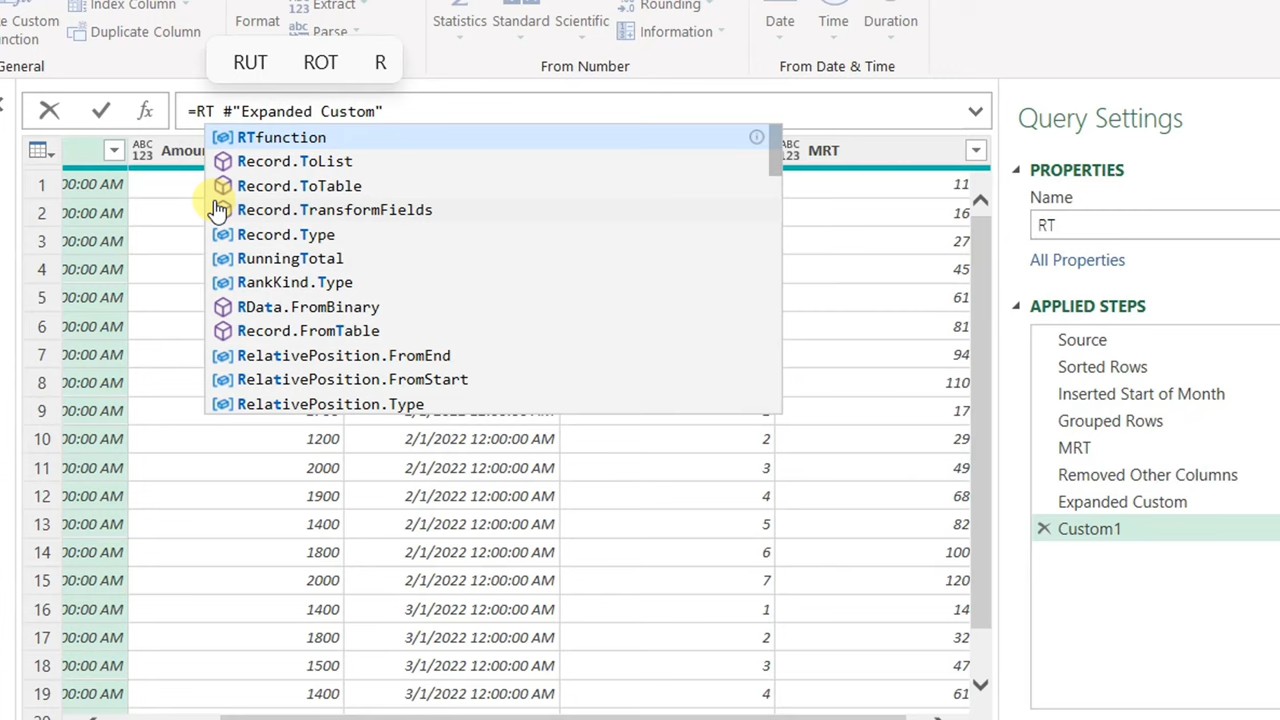 Index Column
Extract
Rounding
te Custom
Format
Statistics Standard Scientific
Date Time Duration
nction
Duplicate Column
Parse
Information
General
RUT ROT R
From Number
From Date & Time
fx =RT #"Expanded Custom"
Query Settings
ABC 123 Amou
ABC 123 MRT
RTfunction
Record.ToList
Record.ToTable
Record.TransformFields
Record.Type
RunningTotal
RankKind.Type
RData.FromBinary
Record.FromTable
RelativePosition.FromEnd
RelativePosition.FromStart
RelativePosition.Type
1 00:00 AM 11
2 00:00 AM 16
3 00:00 AM 27
4 00:00 AM 45
5 00:00 AM 61
6 00:00 AM 81
7 00:00 AM 94
8 00:00 AM 110
9 00:00 AM 17
10 00:00 AM 1200 2/1/2022 12:00:00 AM 2 29
11 00:00 AM 2000 2/1/2022 12:00:00 AM 3 49
12 00:00 AM 1900 2/1/2022 12:00:00 AM 4 68
13 00:00 AM 1400 2/1/2022 12:00:00 AM 5 82
14 00:00 AM 1800 2/1/2022 12:00:00 AM 6 100
15 00:00 AM 2000 2/1/2022 12:00:00 AM 7 120
16 00:00 AM 1400 3/1/2022 12:00:00 AM 1 14
17 00:00 AM 1800 3/1/2022 12:00:00 AM 2 32
18 00:00 AM 1500 3/1/2022 12:00:00 AM 3 47
19 00:00 AM 1400 3/1/2022 12:00:00 AM 4 61
PROPERTIES
Name
RT
All Properties
APPLIED STEPS
Source
Sorted Rows
Inserted Start of Month
Grouped Rows
MRT
Removed Other Columns
Expanded Custom
Custom1